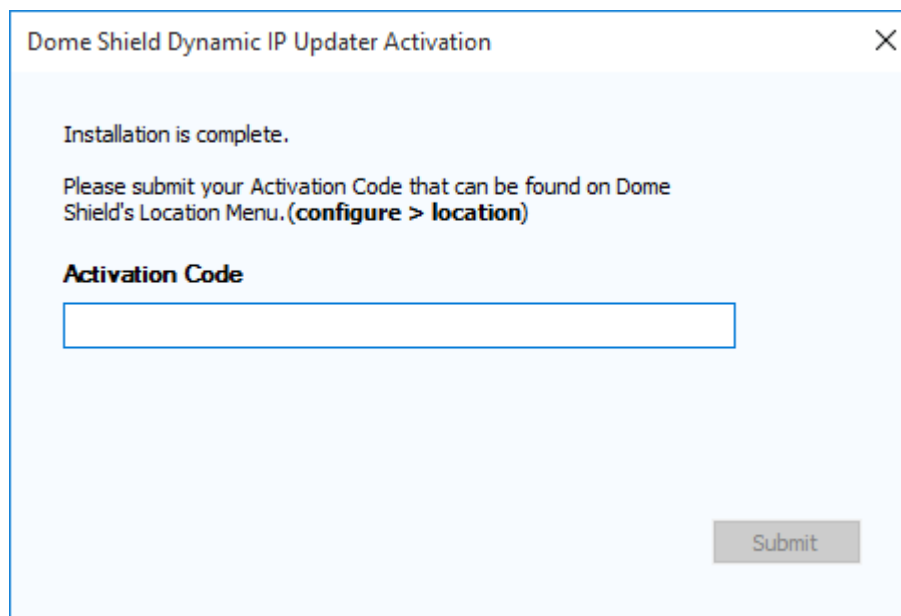 Dome Shield Dynamic IP Updater Activation
Installation is complete.
Please submit your Activation Code that can be found on Dome
Shield's Location Menu.(configure > location)
Activation Code
Submit